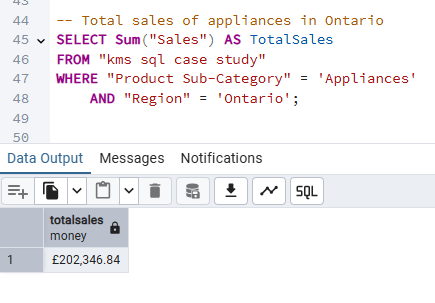 43
44 -- Total sales of appliances in Ontario
45 SELECT Sum("Sales") AS TotalSales
46 FROM "kms sql case study"
47 WHERE "Product Sub-Category" = 'Appliances'
48 AND "Region" = 'Ontario';
49
50
Data Output Messages Notifications
SQL
totalsales
money
1 £202,346.84